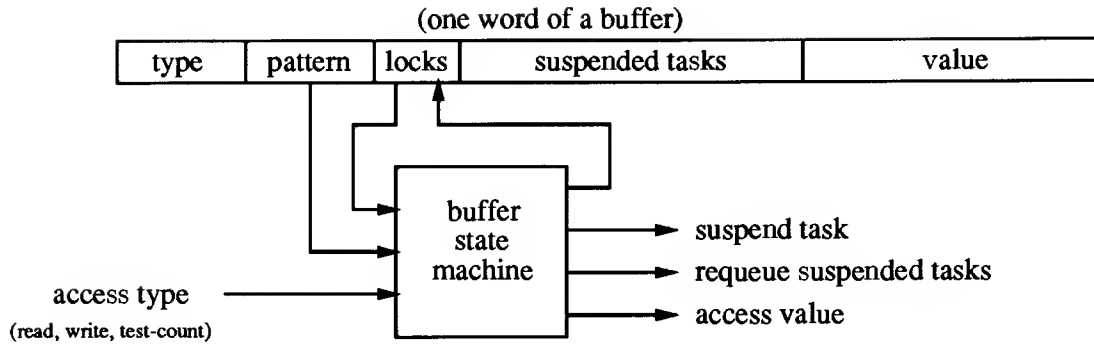 (one word of a buffer)
type pattern locks suspended tasks value
buffer
state
machine
suspend task
requeue suspended tasks
access value
access type
(read, write, test-count)